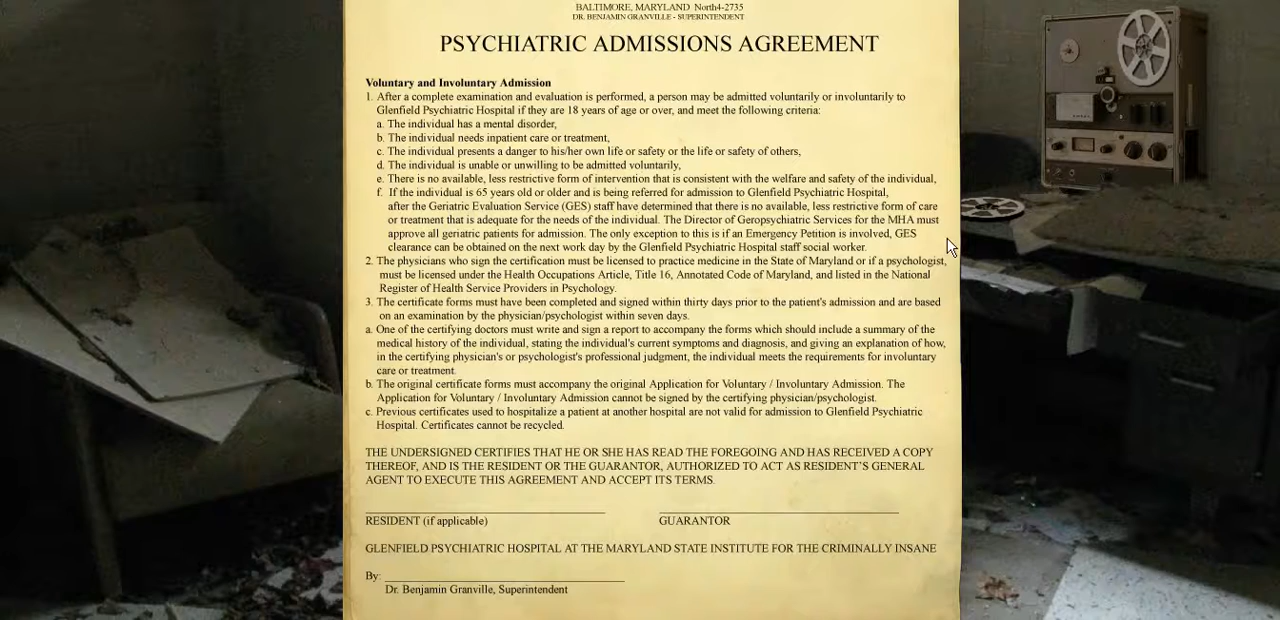 BALTIMORE, MARYLAND North4-2735
DR. BENJAMIN GRANVILLE - SUPERINTENDENT
PSYCHIATRIC ADMISSIONS AGREEMENT
Voluntary and Involuntary Admission
1. After a complete examination and evaluation is performed, a person may be admitted voluntarily or involuntarily to
Glenfield Psychiatric Hospital if they are 18 years of age or over, and meet the following criteria:
a. The individual has a mental disorder,
b. The individual needs inpatient care or treatment,
c. The individual presents a danger to his/her own life or safety or the life or safety of others,
d. The individual is unable or unwilling to be admitted voluntarily,
e. There is no available, less restrictive form of intervention that is consistent with the welfare and safety of the individual,
f. If the individual is 65 years old or older and is being referred for admission to Glenfield Psychiatric Hospital,
after the Geriatric Evaluation Service (GES) staff have determined that there is no available, less restrictive form of care
or treatment that is adequate for the needs of the individual. The Director of Geropsychiatric Services for the MHA must
approve all geriatric patients for admission. The only exception to this is if an Emergency Petition is involved, GES
clearance can be obtained on the next work day by the Glenfield Psychiatric Hospital staff social worker.
2. The physicians who sign the certification must be licensed to practice medicine in the State of Maryland or if a psychologist,
must be licensed under the Health Occupations Article, Title 16, Annotated Code of Maryland, and listed in the National
Register of Health Service Providers in Psychology.
3. The certificate forms must have been completed and signed within thirty days prior to the patient's admission and are based
on an examination by the physician/psychologist within seven days.
a. One of the certifying doctors must write and sign a report to accompany the forms which should include a summary of the
medical history of the individual, stating the individual's current symptoms and diagnosis, and giving an explanation of how,
in the certifying physician's or psychologist's professional judgment, the individual meets the requirements for involuntary
care or treatment.
b. The original certificate forms must accompany the original Application for Voluntary / Involuntary Admission. The
Application for Voluntary / Involuntary Admission cannot be signed by the certifying physician/psychologist.
c. Previous certificates used to hospitalize a patient at another hospital are not valid for admission to Glenfield Psychiatric
Hospital. Certificates cannot be recycled.
THE UNDERSIGNED CERTIFIES THAT HE OR SHE HAS READ THE FOREGOING AND HAS RECEIVED A COPY
THEREOF, AND IS THE RESIDENT OR THE GUARANTOR, AUTHORIZED TO ACT AS RESIDENT'S GENERAL
AGENT TO EXECUTE THIS AGREEMENT AND ACCEPT ITS TERMS.
RESIDENT (if applicable) GUARANTOR
GLENFIELD PSYCHIATRIC HOSPITAL AT THE MARYLAND STATE INSTITUTE FOR THE CRIMINALLY INSANE
By:
Dr. Benjamin Granville, Superintendent